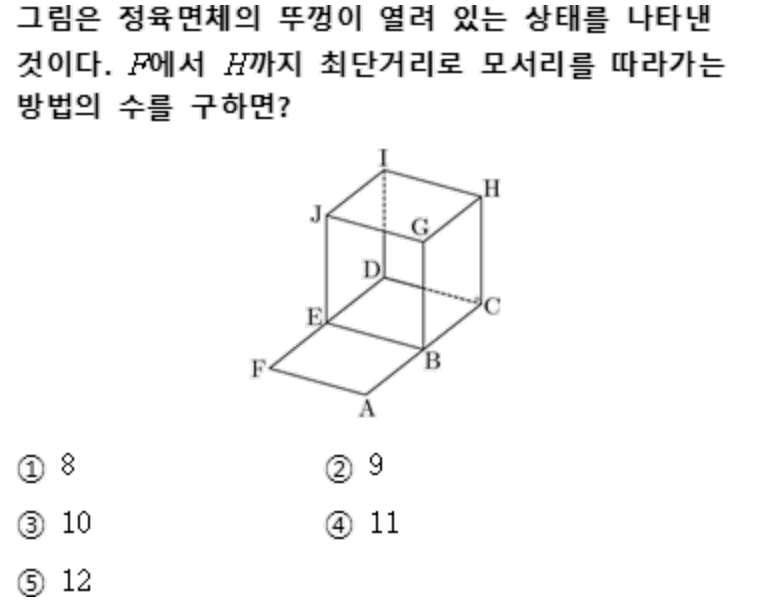 그림은 정육면체의 뚜껑이 열려 있는 상태를 나타낸
것이다. F에서 H까지 최단거리로 모서리를 따라가는
방법의 수를 구하면?
I
H
J
G
D
C
E
B
F
A
① 8 ② 9
③ 10 ④ 11
⑤ 12